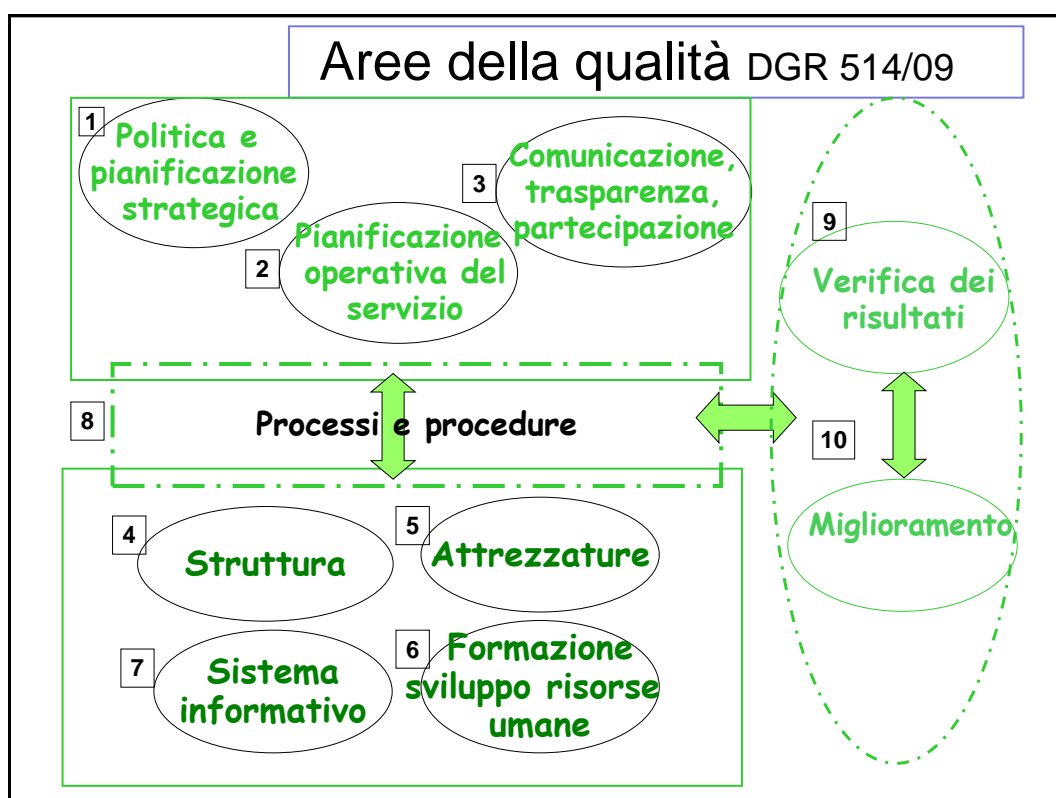 Aree della qualità DGR 514/09
1
Politica e
pianificazione
strategica
2
Pianificazione
operativa del
servizio
3
Comunicazione,
trasparenza,
partecipazione
8
Processi e procedure
4
Struttura
5
Attrezzature
7
Sistema
informativo
6
Formazione
sviluppo risorse
umane
9
Verifica dei
risultati
10
Miglioramento